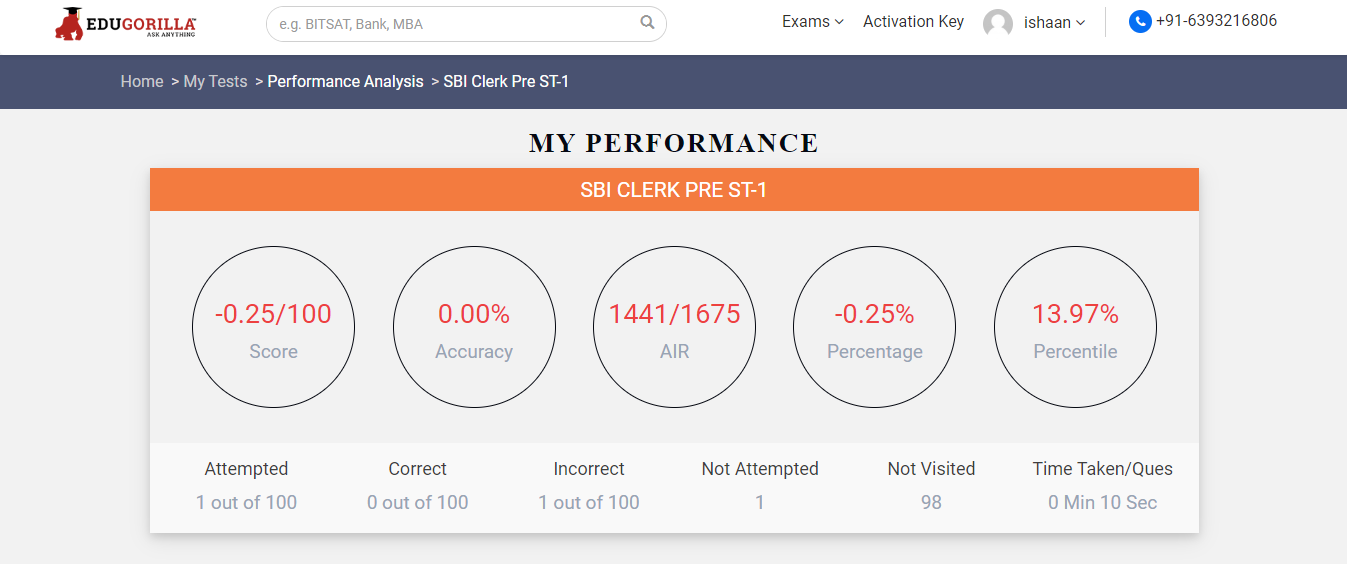 EDUGORILLA
ASK ANYTHING
e.g. BITSAT, Bank, MBA
Exams
Activation Key
ishaan
+91-6393216806
Home > My Tests > Performance Analysis > SBI Clerk Pre ST-1
MY PERFORMANCE
SBI CLERK PRE ST-1
-0.25/100
Score
0.00%
Accuracy
1441/1675
AIR
-0.25%
Percentage
13.97%
Percentile
Attempted
1 out of 100
Correct
0 out of 100
Incorrect
1 out of 100
Not Attempted
1
Not Visited
98
Time Taken/Ques
0 Min 10 Sec